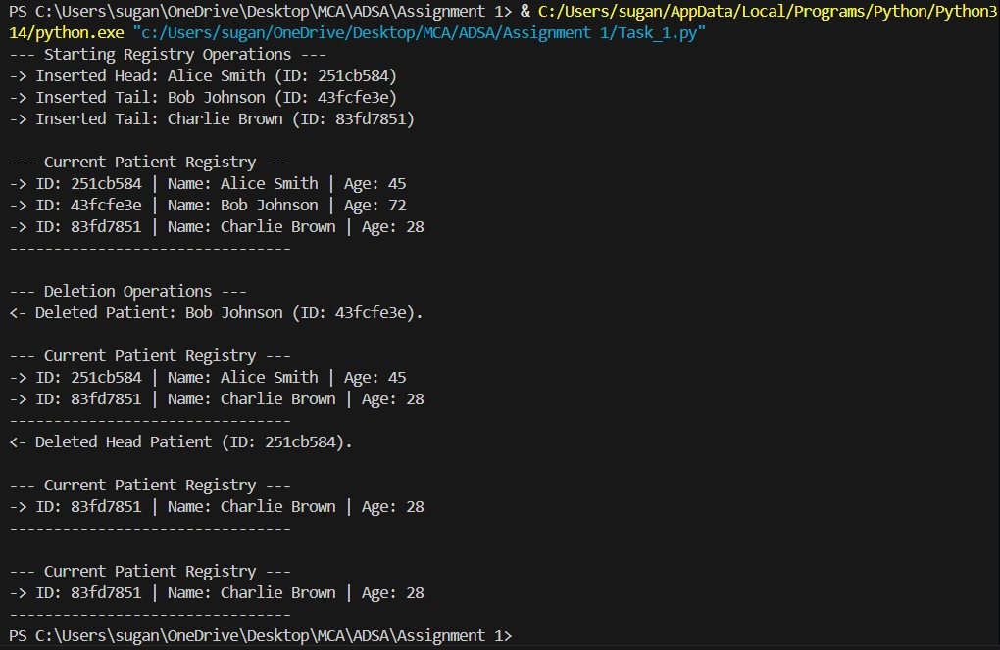 PS C:\Users\sugan\OneDrive\Desktop\MCA\ADSA\Assignment 1> & C:/Users/sugan/AppData/Local/Programs/Python/Python3
14/python.exe "c:/Users/sugan/OneDrive/Desktop/MCA/ADSA/Assignment 1/Task_1.py"
--- Starting Registry Operations ---
-> Inserted Head: Alice Smith (ID: 251cb584)
-> Inserted Tail: Bob Johnson (ID: 43fcfe3e)
-> Inserted Tail: Charlie Brown (ID: 83fd7851)

--- Current Patient Registry ---
-> ID: 251cb584 | Name: Alice Smith | Age: 45
-> ID: 43fcfe3e | Name: Bob Johnson | Age: 72
-> ID: 83fd7851 | Name: Charlie Brown | Age: 28
--------------------------------

--- Deletion Operations ---
<- Deleted Patient: Bob Johnson (ID: 43fcfe3e).

--- Current Patient Registry ---
-> ID: 251cb584 | Name: Alice Smith | Age: 45
-> ID: 83fd7851 | Name: Charlie Brown | Age: 28
--------------------------------
<- Deleted Head Patient (ID: 251cb584).

--- Current Patient Registry ---
-> ID: 83fd7851 | Name: Charlie Brown | Age: 28
--------------------------------

--- Current Patient Registry ---
-> ID: 83fd7851 | Name: Charlie Brown | Age: 28
--------------------------------
PS C:\Users\sugan\OneDrive\Desktop\MCA\ADSA\Assignment 1>